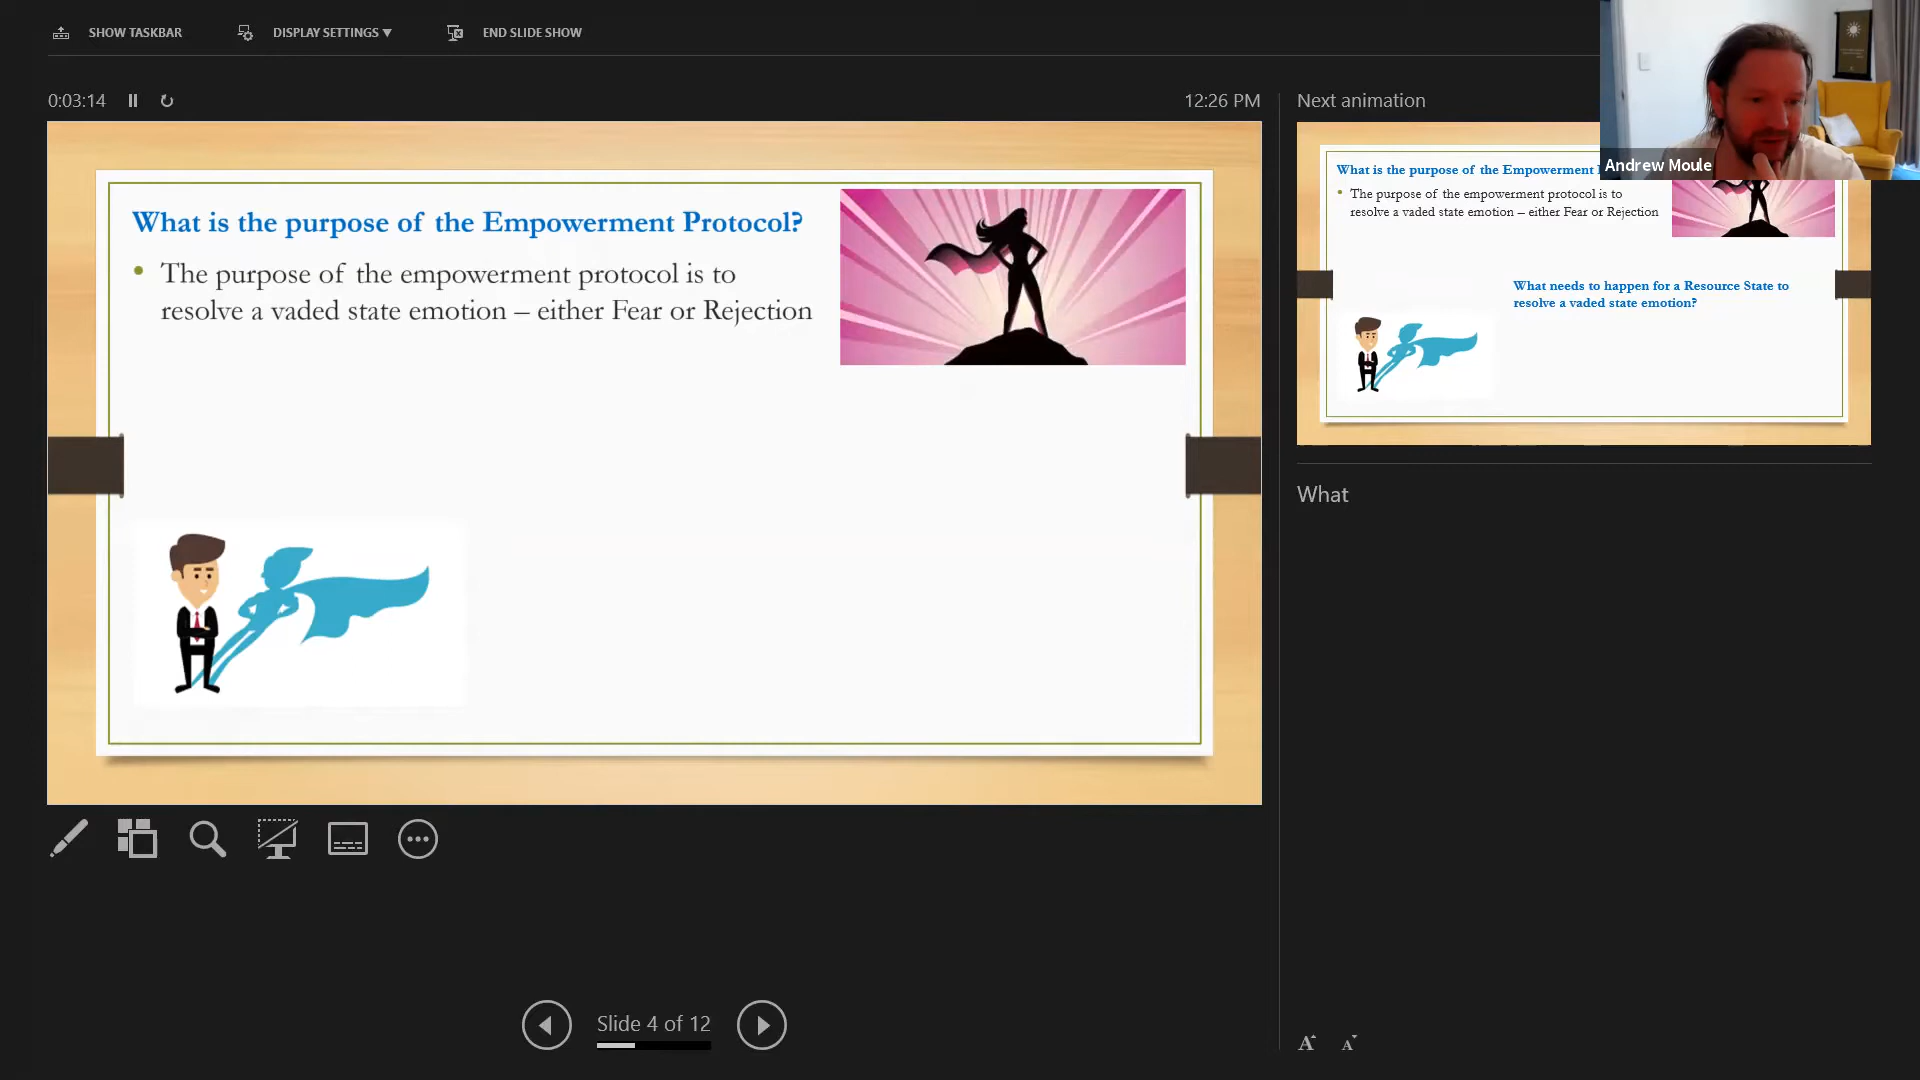 SHOW TASKBAR
DISPLAY SETTINGS ▼
END SLIDE SHOW
0:03:14
12:26 PM
Next animation
Andrew Moule
What is the purpose of the Empowerment Protocol?
• The purpose of the empowerment protocol is to
resolve a vaded state emotion – either Fear or Rejection
What is the purpose of the Empowerment
• The purpose of the empowerment protocol is to
resolve a vaded state emotion – either Fear or Rejection
What needs to happen for a Resource State to
resolve a vaded state emotion?
What
Slide 4 of 12
A A